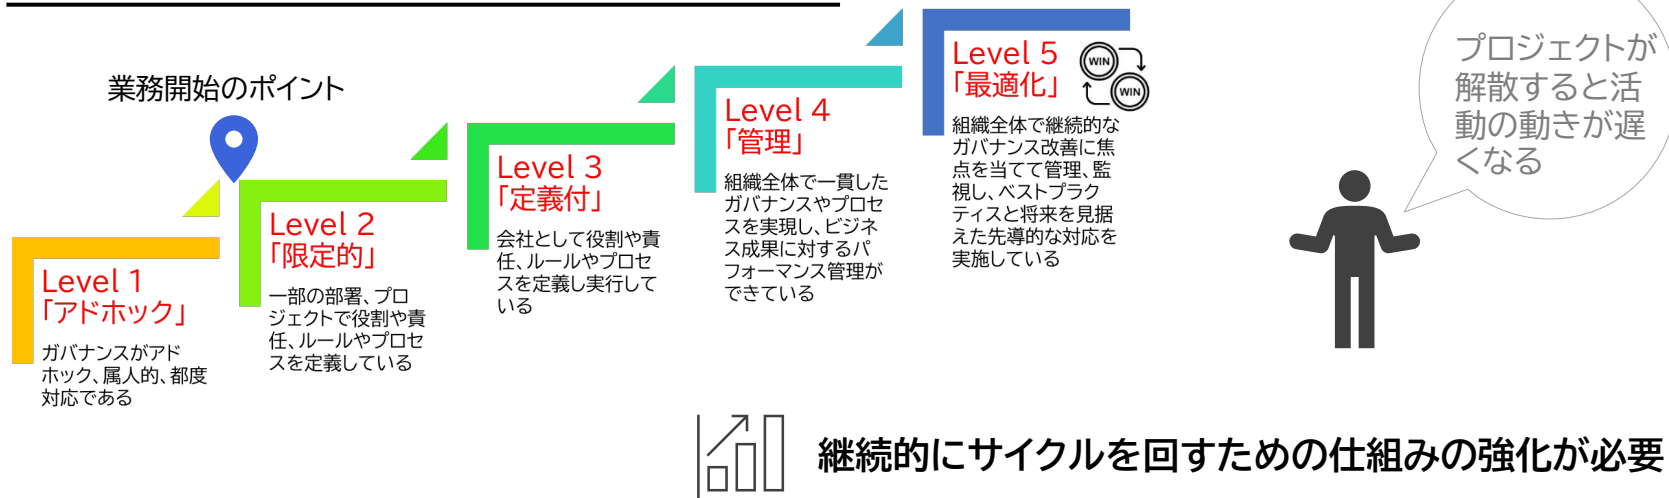 業務開始のポイント
Level 1
「アドホック」
ガバナンスがアド
ホック、属人的、都度
対応である
Level 2
「限定的」
一部の部署、プロ
ジェクトで役割や責
任、ルールやプロセ
スを定義している
Level 3
「定義付」
会社として役割や責
任、ルールやプロセ
スを定義し実行して
いる
Level 4
「管理」
組織全体で一貫した
ガバナンスやプロセ
スを実現し、ビジネ
ス成果に対するパ
フォーマンス管理が
できている
Level 5
「最適化」
WIN
WIN
組織全体で継続的な
ガバナンス改善に焦
点を当てて管理、監
視し、ベストプラク
ティスと将来を見据
えた先導的な対応を
実施している
プロジェクトが
解散すると活
動の動きが遅
くなる
継続的にサイクルを回すための仕組みの強化が必要